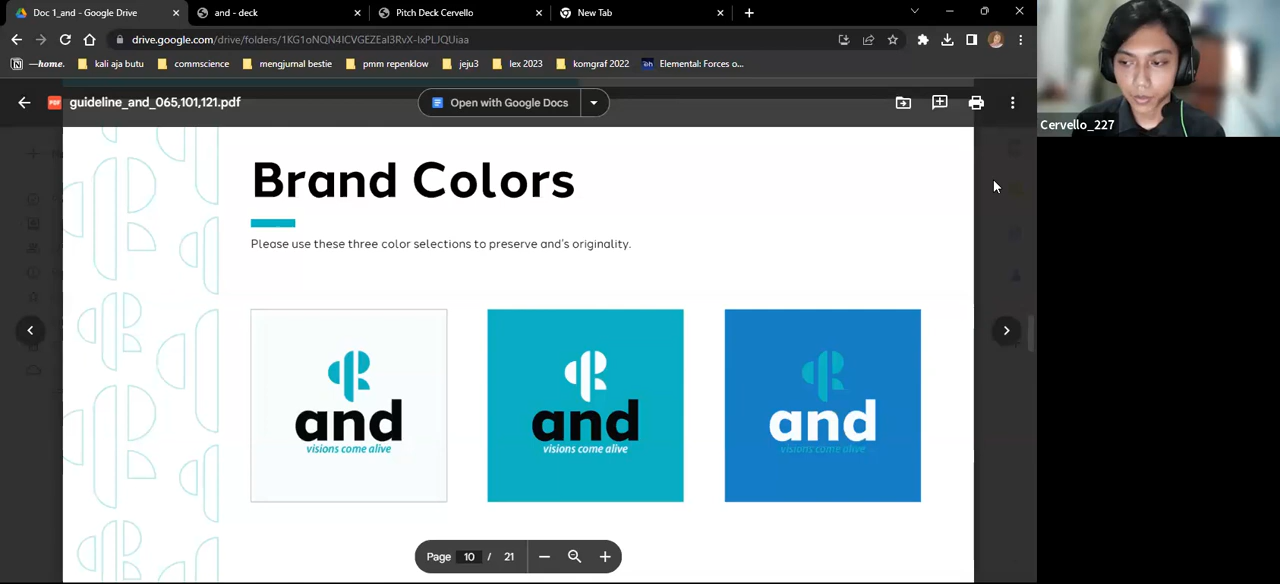 Doc 1_and - Google Drive
and - deck
Pitch Deck Cervello
New Tab
drive.google.com/drive/folders/1KG1oNQN4ICVGEZEal3RvX-IxPLJQUiaa
—home.
kali aja butu
commscience
mengjurnal bestie
pmm repenklow
jeju3
lex 2023
komgraf 2022
Elemental: Forces o...
PDF
guideline_and_065,101,121.pdf
Open with Google Docs
Cervello_227
Brand Colors
Please use these three color selections to preserve and's originality.
and
visions come alive
and
visions come alive
and
visions come alive
Page 10 / 21